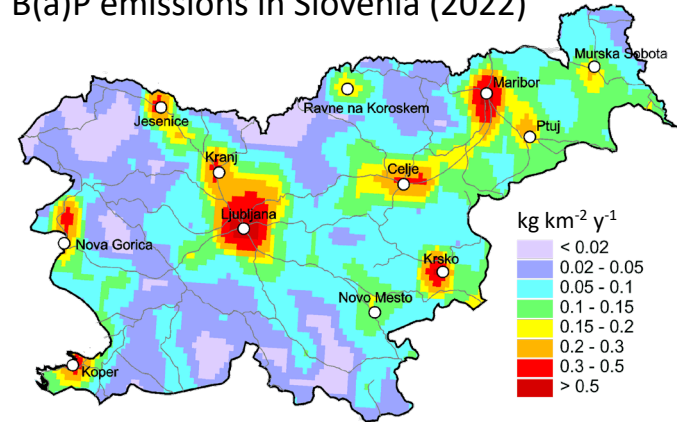 B(a)P emissions in Slovenia (2022)
Murska Sobota
Maribor
Ravne na Koroskem
Jesenice
Ptuj
Kranj
Celje
Ljubljana
Nova Gorica
Krsko
Novo Mesto
Koper
kg km-2 y-1
< 0.02
0.02 - 0.05
0.05 - 0.1
0.1 - 0.15
0.15 - 0.2
0.2 - 0.3
0.3 - 0.5
> 0.5